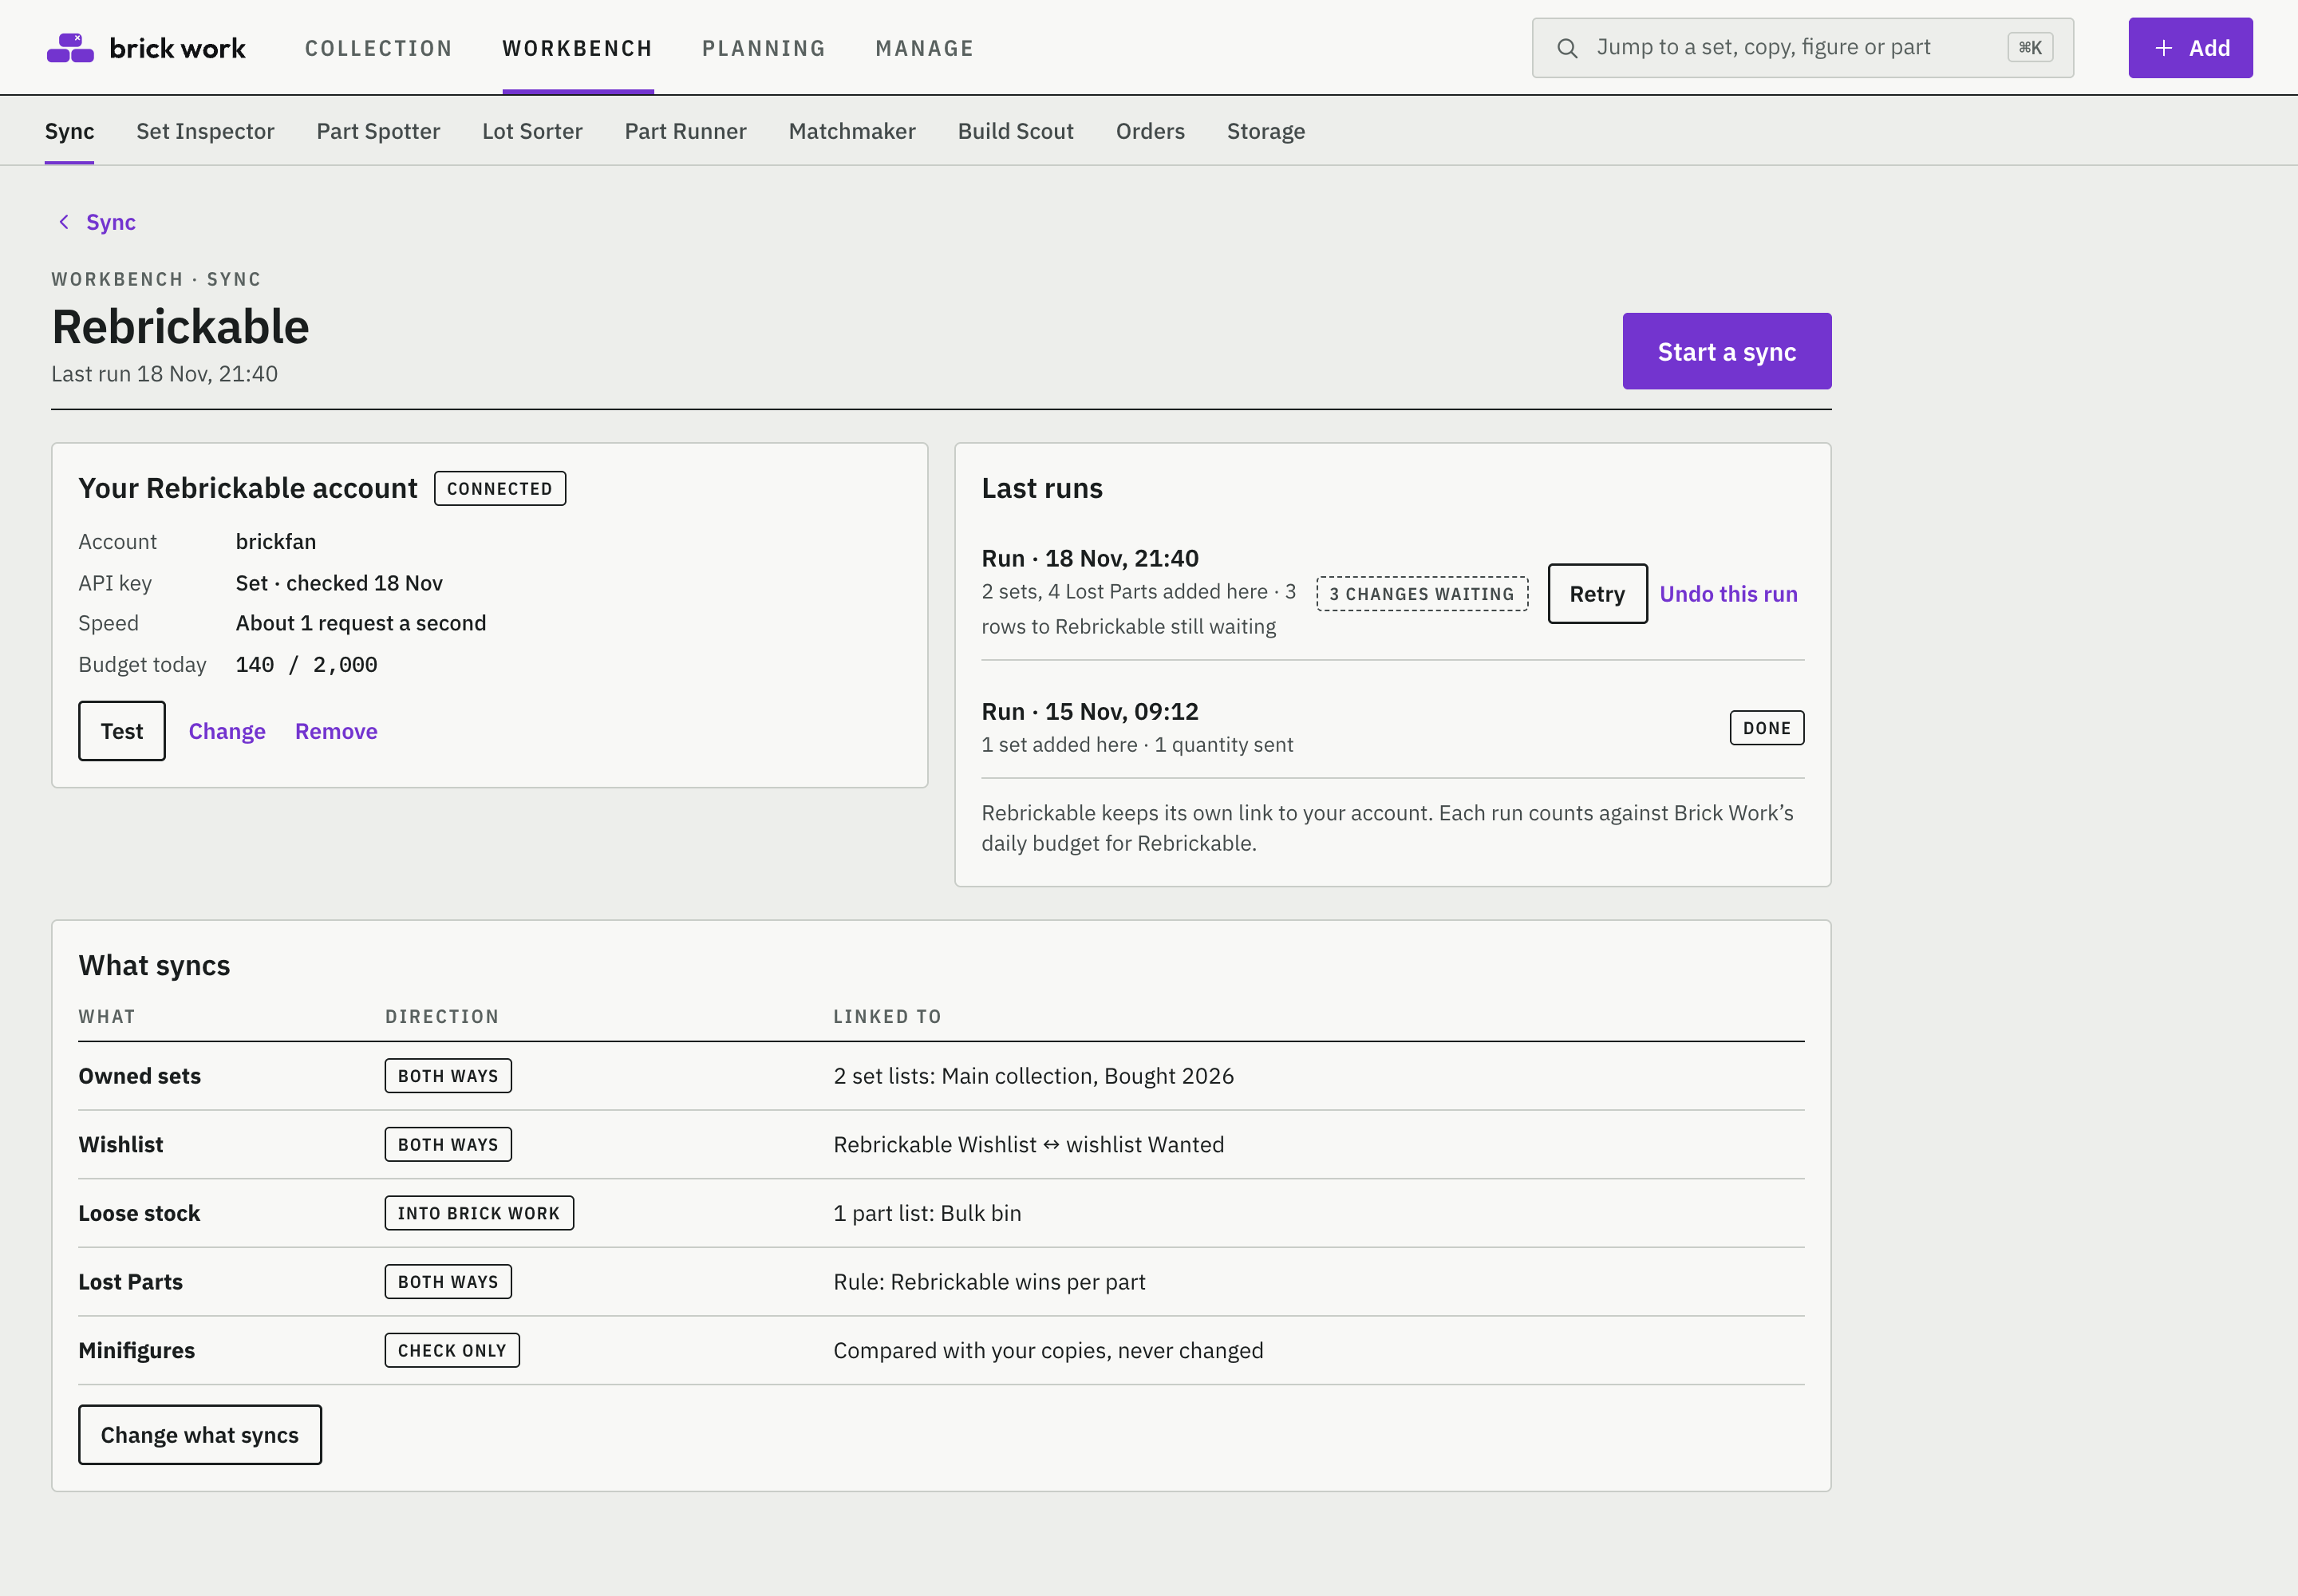 brick work
COLLECTION
WORKBENCH
PLANNING
MANAGE
Jump to a set, copy, figure or part
⌘K
+ Add
Sync
Set Inspector
Part Spotter
Lot Sorter
Part Runner
Matchmaker
Build Scout
Orders
Storage
Sync
WORKBENCH · SYNC
Rebrickable
Last run 18 Nov, 21:40
Start a sync
Your Rebrickable account
CONNECTED
Account brickfan
API key Set · checked 18 Nov
Speed About 1 request a second
Budget today 140 / 2,000
Test
Change
Remove
Last runs
Run · 18 Nov, 21:40
2 sets, 4 Lost Parts added here · 3
rows to Rebrickable still waiting
3 CHANGES WAITING
Retry
Undo this run
Run · 15 Nov, 09:12
1 set added here · 1 quantity sent
DONE
Rebrickable keeps its own link to your account. Each run counts against Brick Work’s
daily budget for Rebrickable.
What syncs
WHAT DIRECTION LINKED TO
Owned sets BOTH WAYS 2 set lists: Main collection, Bought 2026
Wishlist BOTH WAYS Rebrickable Wishlist ↔ wishlist Wanted
Loose stock INTO BRICK WORK 1 part list: Bulk bin
Lost Parts BOTH WAYS Rule: Rebrickable wins per part
Minifigures CHECK ONLY Compared with your copies, never changed
Change what syncs